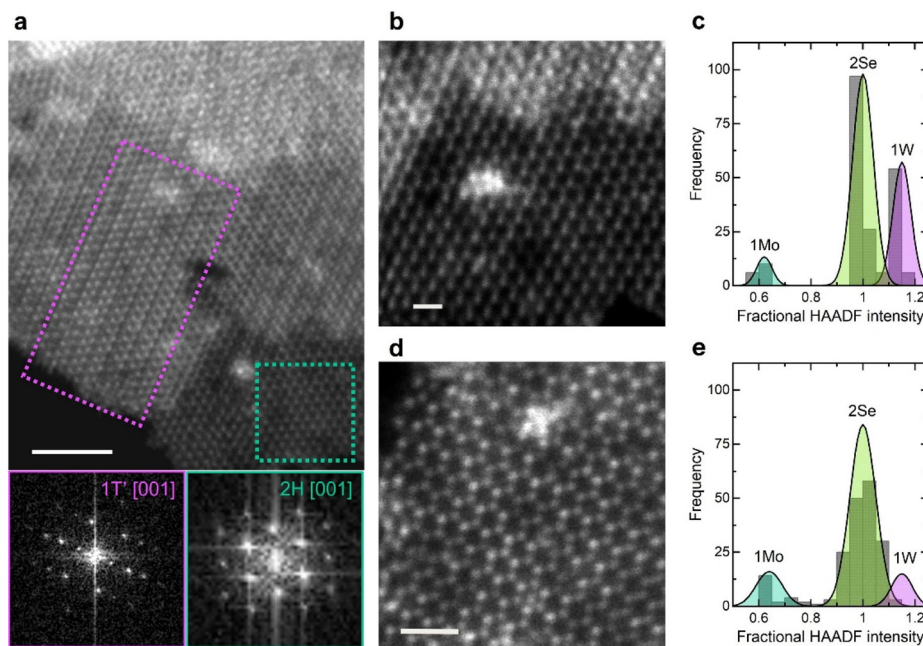 a
b
c
1T' [001]
2H [001]
d
e
100
75
50
25
0
Frequency
1Mo
2Se
1W
0.6
0.8
1
1.2
Fractional HAADF intensity
100
75
50
25
0
Frequency
1Mo
2Se
1W
0.6
0.8
1
1.2
Fractional HAADF intensity